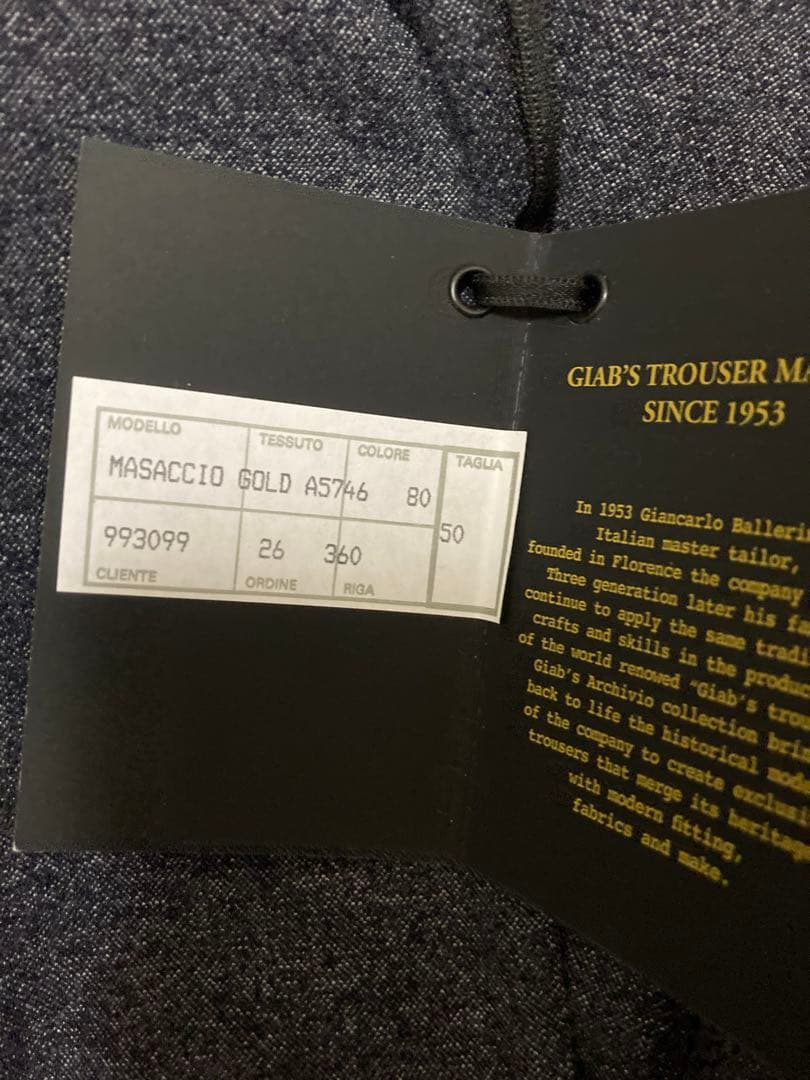 MODELLO
TESSUTO
COLORE
TAGLIA
MASACCIO GOLD A5746 80
50
993099
26
360
CLIENTE
ORDINE
RIGA
GIAB'S TROUSER
SINCE 1953
In 1953 Giancarlo
Italian master tailor,
founded in Florence the company
Three generation later his
continue to apply the same
crafts and skills in the
of the world renowned "Giab's
Giab's Archivio collection
back to life the historical
of the company to create
trousers that merge its heritage
with modern fitting,
fabrics and make.